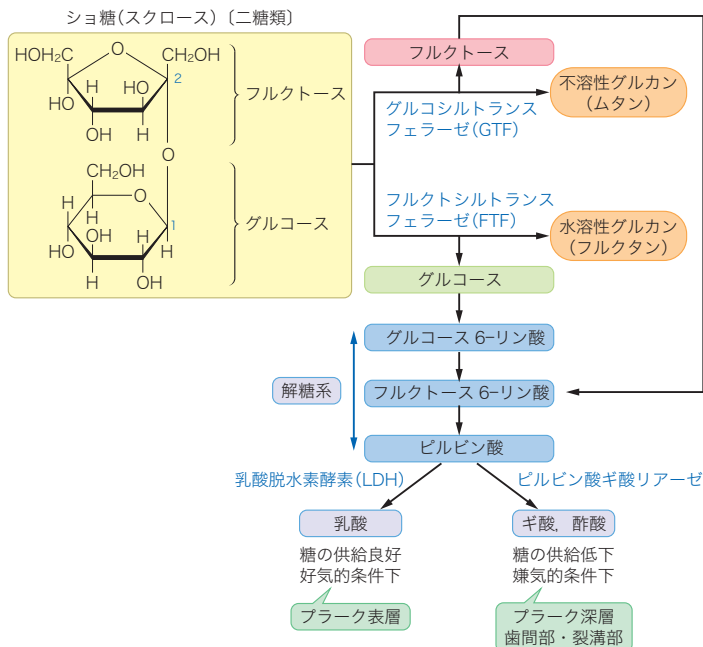 ショ糖(スクロース)〔二糖類〕
HOH₂C
O
CH₂OH
2
H
HO
HO
H
OH
H
フルクトース
O
CH₂OH
O
H
H
1
OH
H
H
HO
H
H
OH
グルコース
フルクトース
グルコシルトランス
フェラーゼ(GTF)
不溶性グルカン
(ムタン)
フルクトシルトランス
フェラーゼ(FTF)
水溶性グルカン
(フルクタン)
グルコース
グルコース 6-リン酸
解糖系
フルクトース 6-リン酸
ピルビン酸
乳酸脱水素酵素(LDH)
ピルビン酸ギ酸リアーゼ
乳酸
糖の供給良好
好気的条件下
プラーク表層
ギ酸，酢酸
糖の供給低下
嫌気的条件下
プラーク深層
歯間部・裂溝部